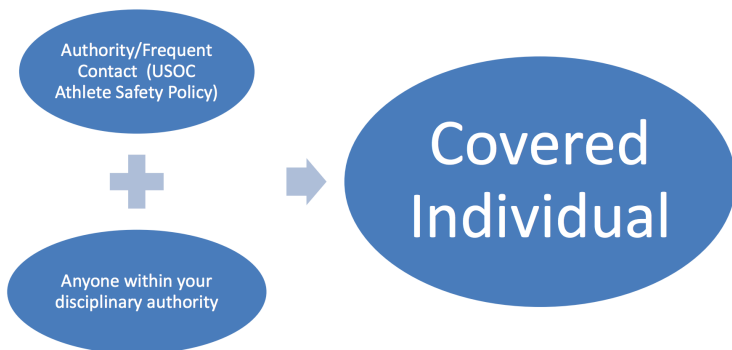 Authority/Frequent
Contact  (USOC
Athlete Safety Policy)
Anyone within your
disciplinary authority
Covered
Individual